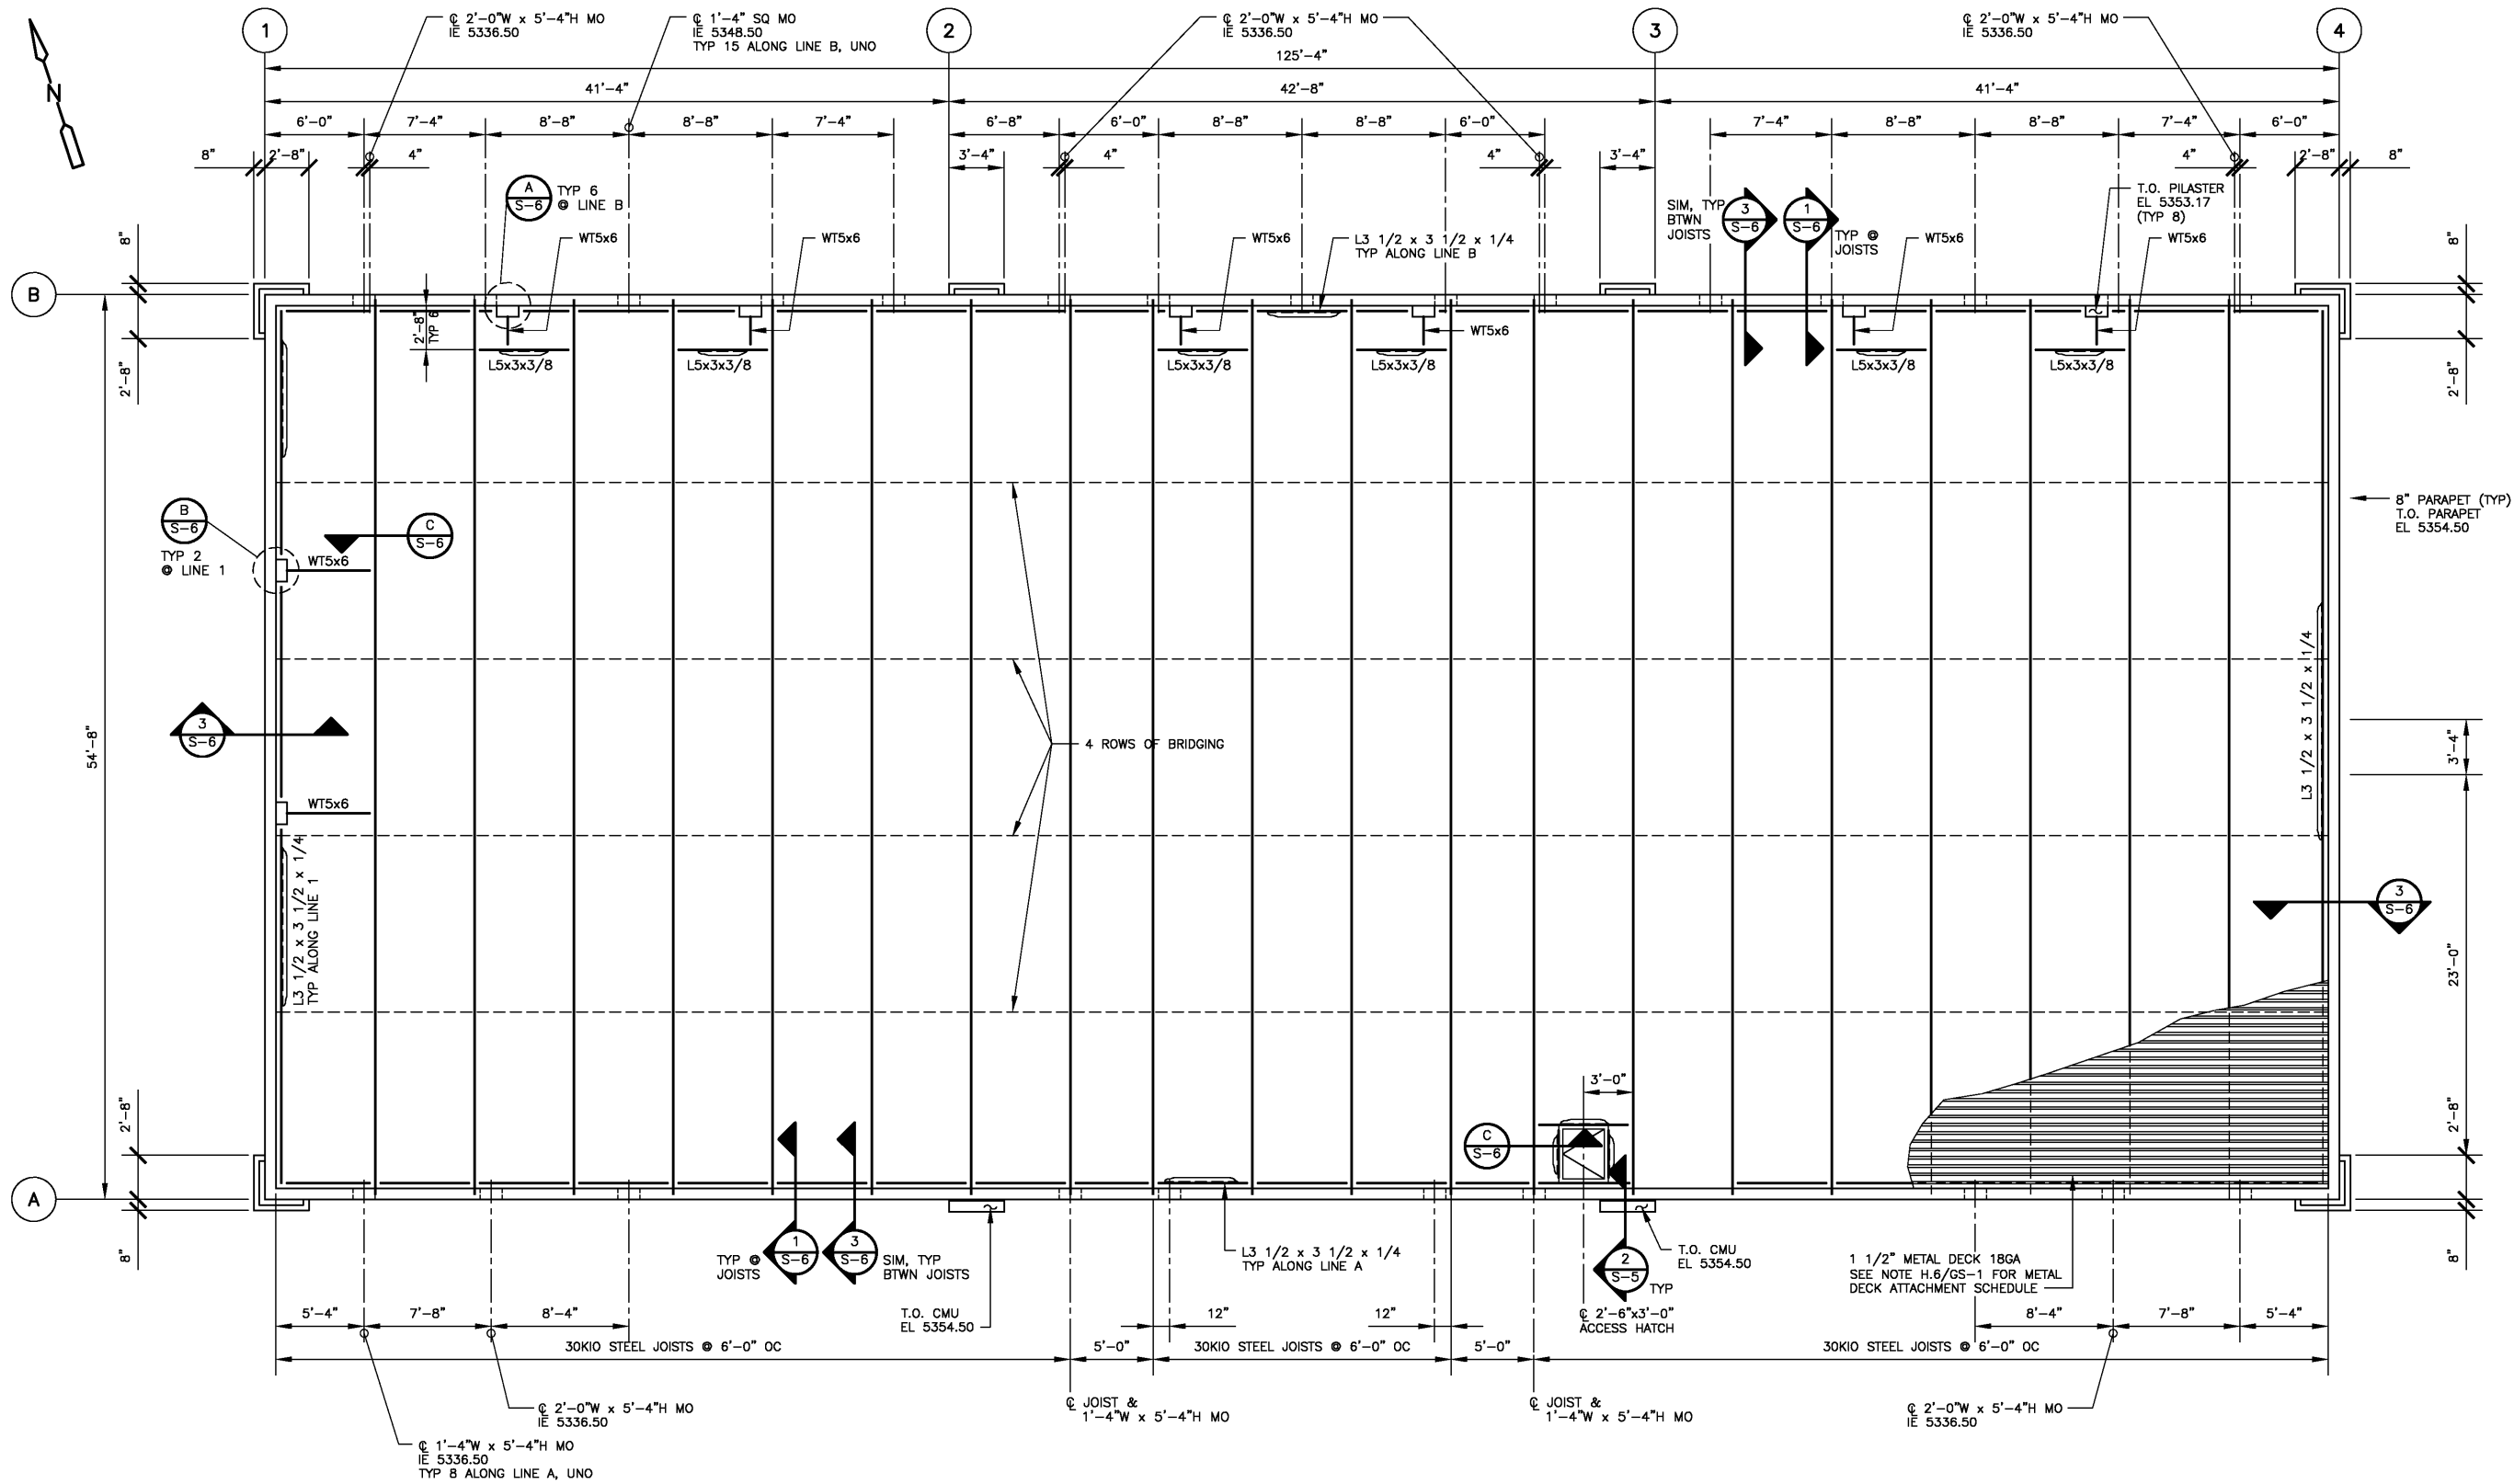 1
2
3
4
℄ 2'-0"W x 5'-4"H MO
IE 5336.50
℄ 1'-4" SQ MO
IE 5348.50
TYP 15 ALONG LINE B, UNO
℄ 2'-0"W x 5'-4"H MO
IE 5336.50
℄ 2'-0"W x 5'-4"H MO
IE 5336.50
N
125'-4"
41'-4"
42'-8"
41'-4"
6'-0"
7'-4"
8'-8"
8'-8"
7'-4"
6'-8"
6'-0"
8'-8"
8'-8"
6'-0"
7'-4"
8'-8"
8'-8"
7'-4"
6'-0"
8"
2'-8"
4"
3'-4"
4"
4"
3'-4"
4"
2'-8"
8"
A
S-6
TYP 6
@ LINE B
WT5x6
WT5x6
WT5x6
L3 1/2 x 3 1/2 x 1/4
TYP ALONG LINE B
SIM, TYP
BTWN
JOISTS
3
S-6
1
S-6
TYP @
JOISTS
WT5x6
T.O. PILASTER
EL 5353.17
(TYP 8)
WT5x6
8"
8"
B
2'-8"
TYP 6
WT5x6
WT5x6
WT5x6
WT5x6
WT5x6
L5x3x3/8
L5x3x3/8
L5x3x3/8
L5x3x3/8
L5x3x3/8
L5x3x3/8
2'-8"
2'-8"
B
S-6
TYP 2
@ LINE 1
C
S-6
WT5x6
8" PARAPET (TYP)
T.O. PARAPET
EL 5354.50
3
S-6
54'-8"
4 ROWS OF BRIDGING
L3 1/2 x 3 1/2 x 1/4
3'-4"
WT5x6
L3 1/2 x 3 1/2 x 1/4
TYP ALONG LINE 1
3
S-6
23'-0"
3'-0"
2'-8"
2'-8"
C
S-6
A
8"
8"
TYP @
JOISTS
1
S-6
3
S-6
SIM, TYP
BTWN JOISTS
L3 1/2 x 3 1/2 x 1/4
TYP ALONG LINE A
2
S-5
TYP
T.O. CMU
EL 5354.50
1 1/2" METAL DECK 18GA
SEE NOTE H.6/GS-1 FOR METAL
DECK ATTACHMENT SCHEDULE
5'-4"
7'-8"
8'-4"
T.O. CMU
EL 5354.50
12"
12"
℄ 2'-6"x3'-0"
ACCESS HATCH
8'-4"
7'-8"
5'-4"
30K10 STEEL JOISTS @ 6'-0" OC
5'-0"
30K10 STEEL JOISTS @ 6'-0" OC
5'-0"
30K10 STEEL JOISTS @ 6'-0" OC
℄ 2'-0"W x 5'-4"H MO
IE 5336.50
℄ JOIST &
1'-4"W x 5'-4"H MO
℄ JOIST &
1'-4"W x 5'-4"H MO
℄ 2'-0"W x 5'-4"H MO
IE 5336.50
℄ 1'-4"W x 5'-4"H MO
IE 5336.50
TYP 8 ALONG LINE A, UNO